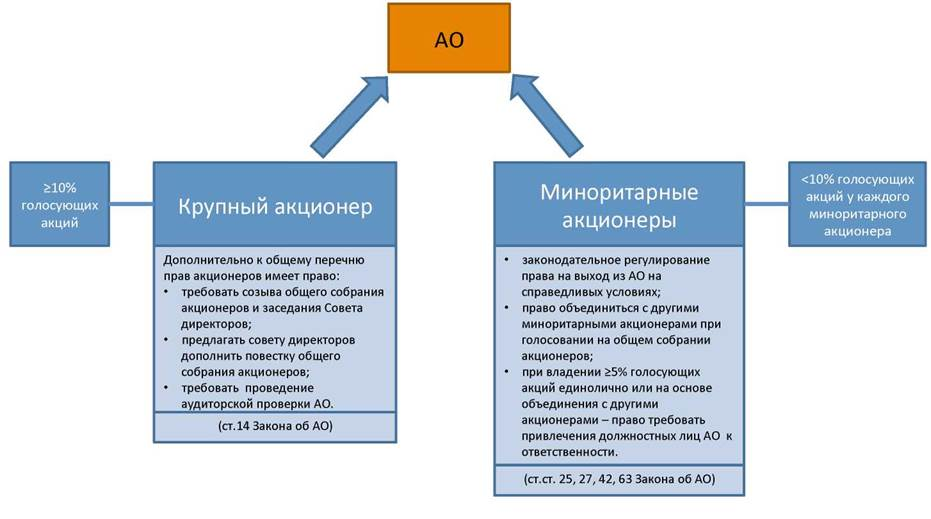 АО
≥10%
голосующих
акций
Крупный акционер
Дополнительно к общему перечню
прав акционеров имеет право:
• требовать созыва общего собрания
акционеров и заседания Совета
директоров;
• предлагать совету директоров
дополнить повестку общего
собрания акционеров;
• требовать проведение
аудиторской проверки АО.
(ст.14 Закона об АО)
Миноритарные
акционеры
• законодательное регулирование
права на выход из АО на
справедливых условиях;
• право объединиться с другими
миноритарными акционерами при
голосовании на общем собрании
акционеров;
• при владении ≥5% голосующих
акций единолично или на основе
объединения с другими
акционерами – право требовать
привлечения должностных лиц АО к
ответственности.
(ст.ст. 25, 27, 42, 63 Закона об АО)
<10% голосующих
акций у каждого
миноритарного
акционера